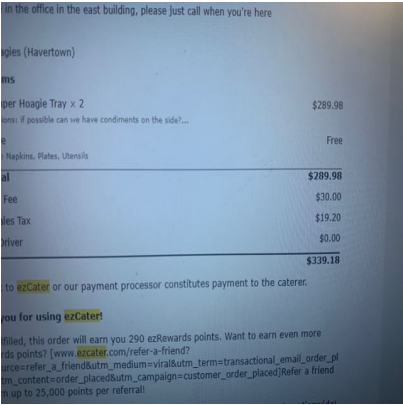 in the office in the east building, please just call when you're here
gies (Havertown)
ms
per Hoagie Tray x 2 $289.98
ions: if possible can we have condiments on the side?...
e Free
: Napkins, Plates, Utensils
al $289.98
Fee $30.00
les Tax $19.20
Driver $0.00
$339.18
to ezCater or our payment processor constitutes payment to the caterer.
you for using ezCater!
lfilled, this order will earn you 290 ezRewards points. Want to earn even more
rds points? [www.ezcater.com/refer-a-friend?
urce=refer_a_friend&utm_medium=viral&utm_term=transactional_email_order_pl
tm_content=order_placed&utm_campaign=customer_order_placed]Refer a friend
n up to 25,000 points per referral!